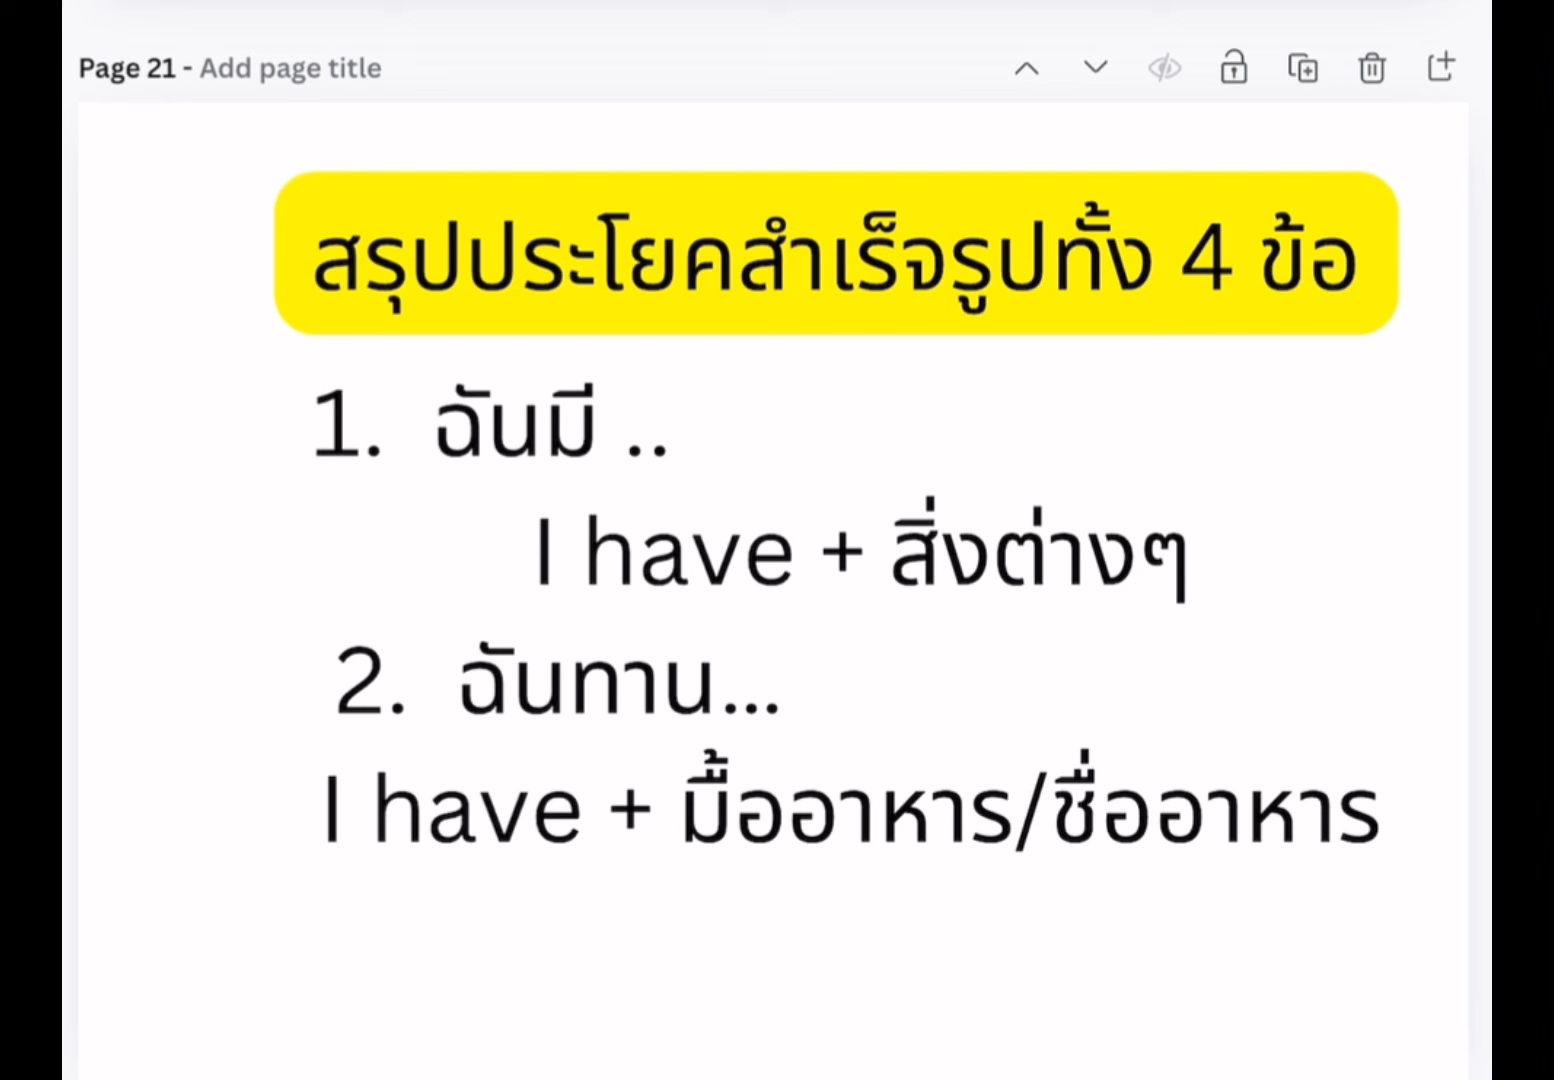 Page 21 - Add page title
สรุปประโยคสำเร็จรูปทั้ง 4 ข้อ
1. ฉันมี ..
I have + สิ่งต่างๆ
2. ฉันทาน...
I have + มื้ออาหาร/ชื่ออาหาร